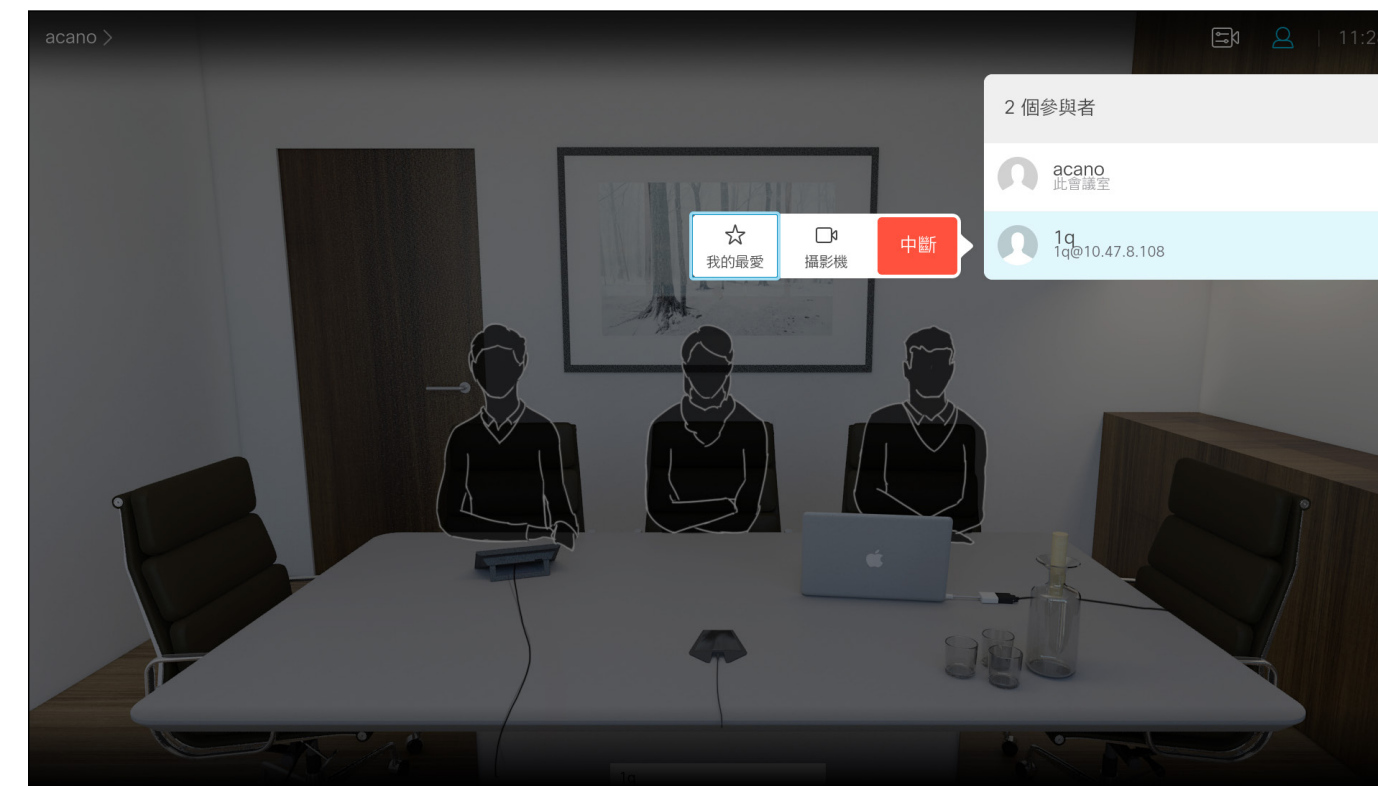 acano >
11:2
2 個參與者
acano
此會議室
1q
1q@10.47.8.108
我的最愛
攝影機
中斷
1q